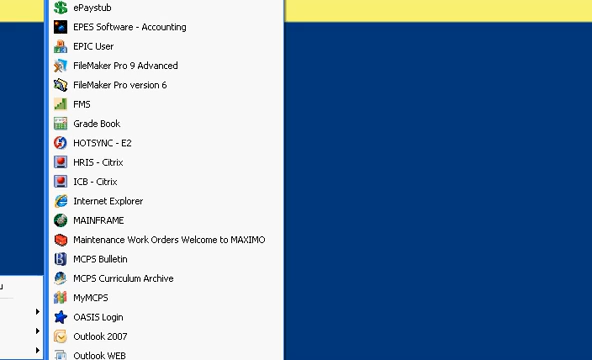 ePaystub
EPES Software - Accounting
EPIC User
FileMaker Pro 9 Advanced
FileMaker Pro version 6
FMS
Grade Book
HOTSYNC - E2
HRIS - Citrix
ICB - Citrix
Internet Explorer
MAINFRAME
Maintenance Work Orders Welcome to MAXIMO
MCPS Bulletin
MCPS Curriculum Archive
MyMCPS
OASIS Login
Outlook 2007
Outlook WEB